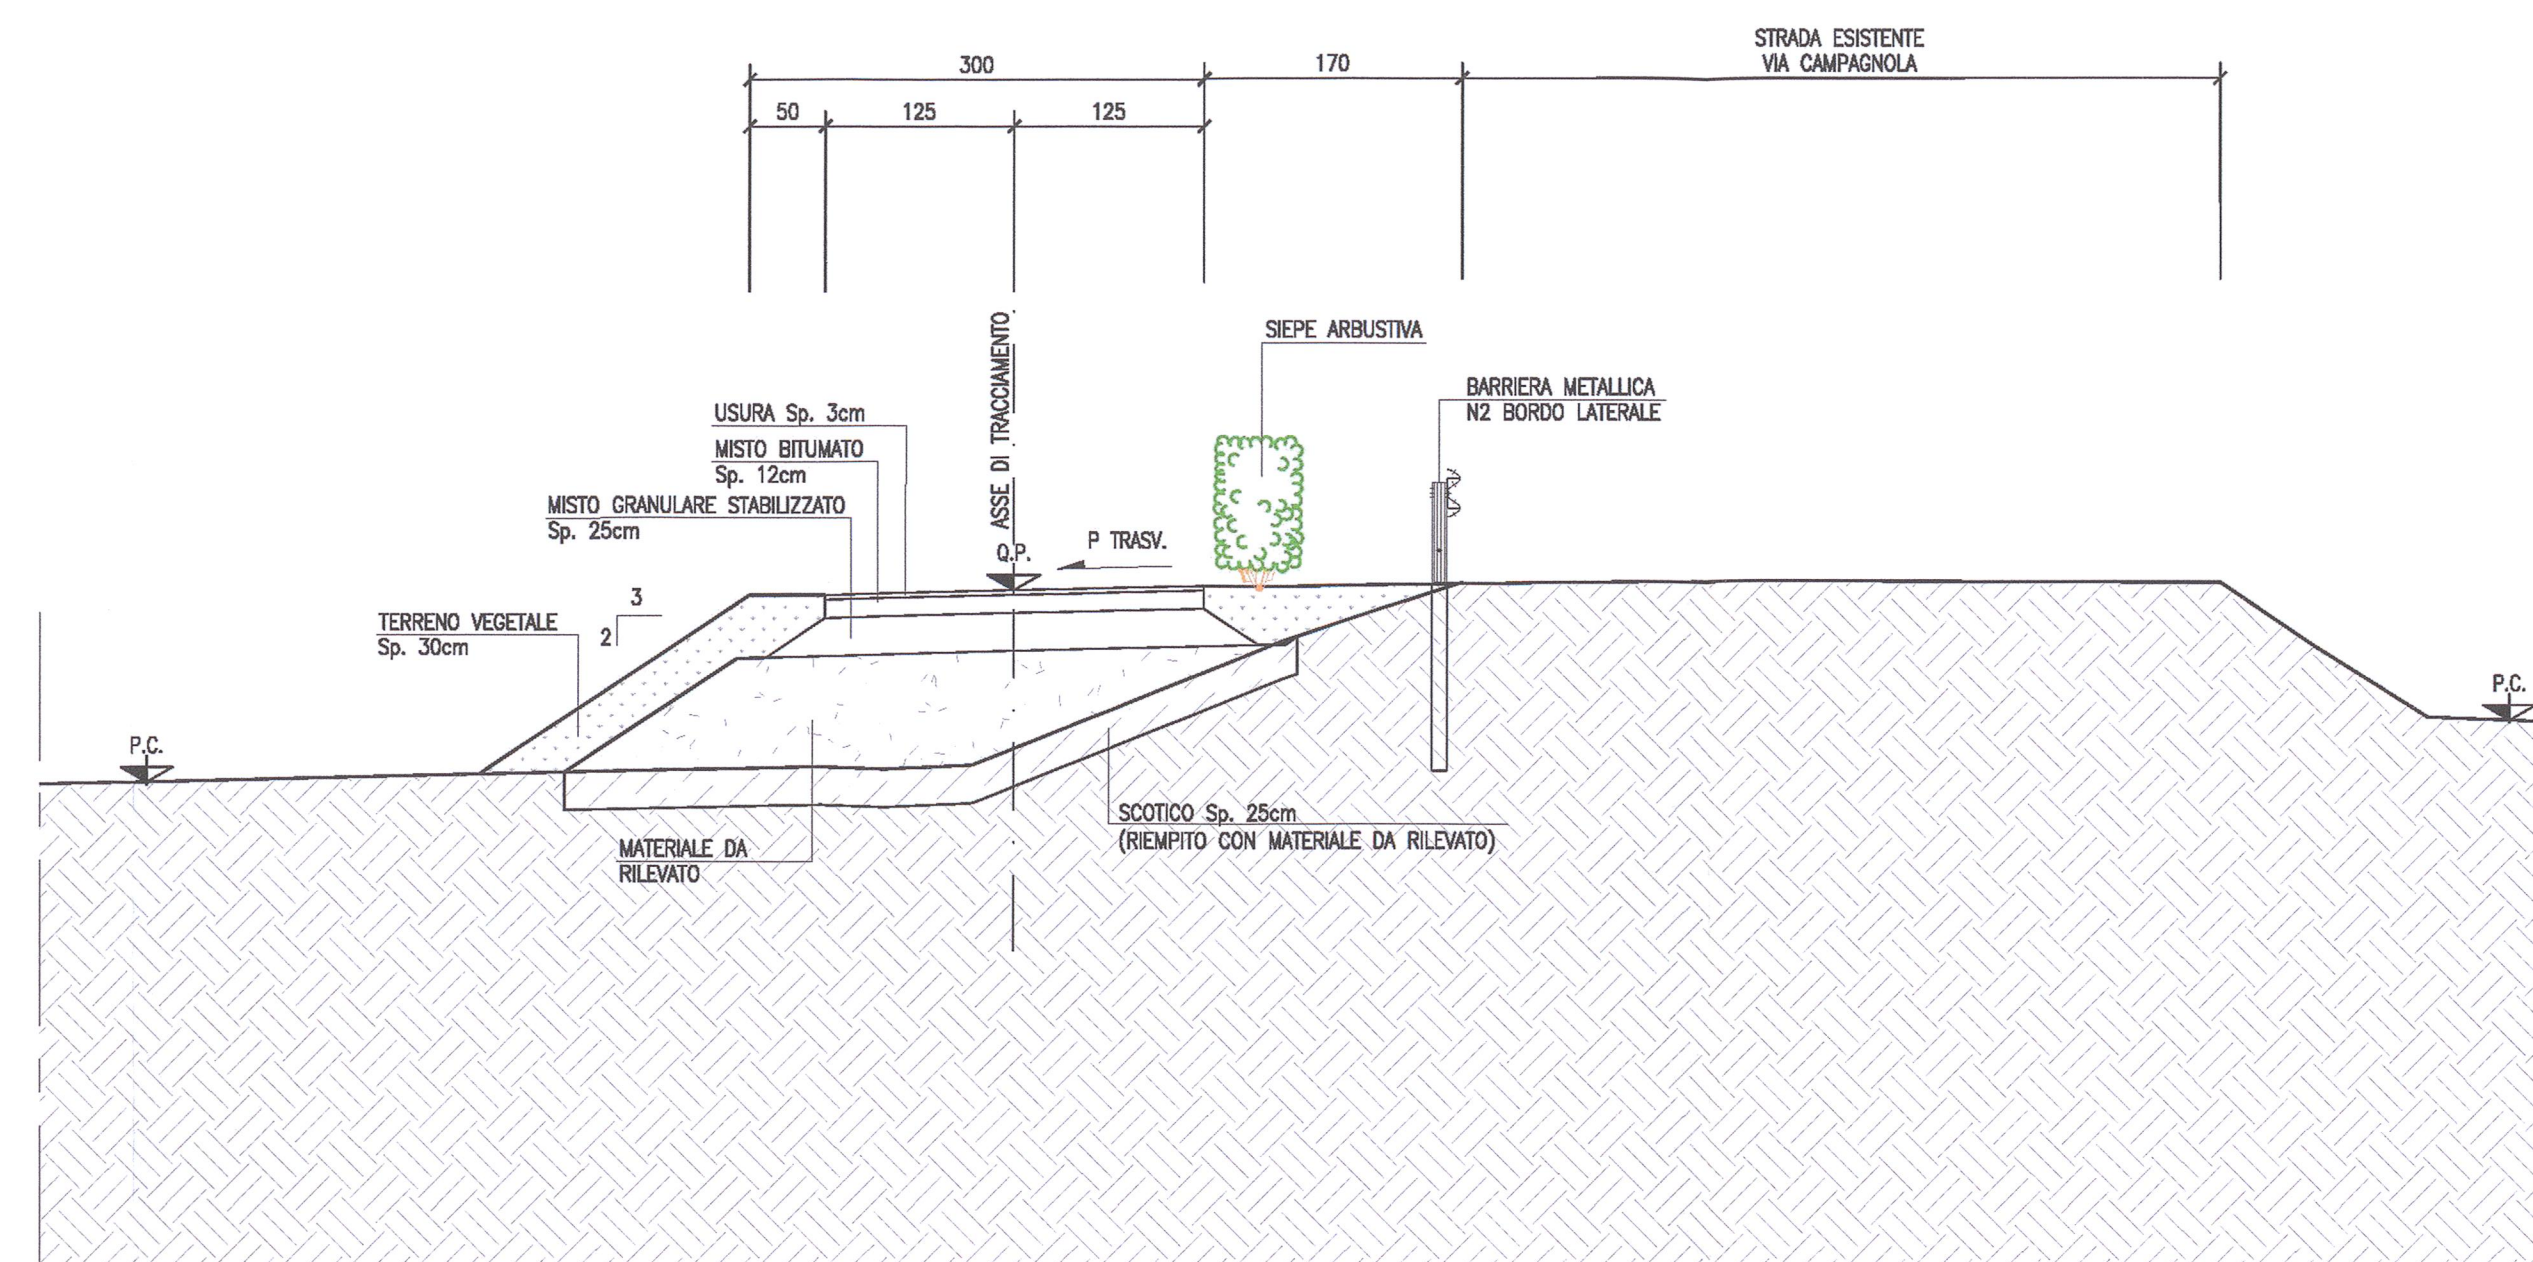 STRADA ESISTENTE
VIA CAMPAGNOLA
300
170
50
125
125
ASSE DI TRACCIAMENTO
SIEPE ARBUSTIVA
BARRIERA METALLICA
N2 BORDO LATERALE
USURA Sp. 3cm
MISTO BITUMATO
Sp. 12cm
MISTO GRANULARE STABILIZZATO
Sp. 25cm
Q.P.
P TRASV.
3
2
TERRENO VEGETALE
Sp. 30cm
P.C.
P.C.
SCOTICO Sp. 25cm
(RIEMPITO CON MATERIALE DA RILEVATO)
MATERIALE DA
RILEVATO